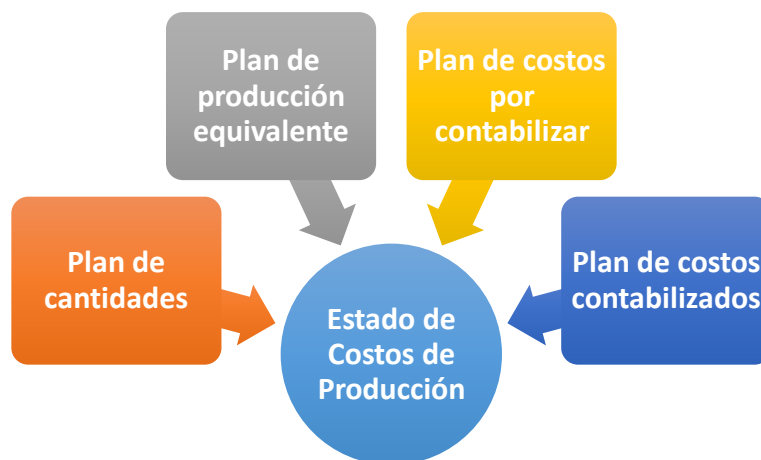 Plan de
cantidades
Plan de
producción
equivalente
Plan de costos
por
contabilizar
Plan de costos
contabilizados
Estado de
Costos de
Producción